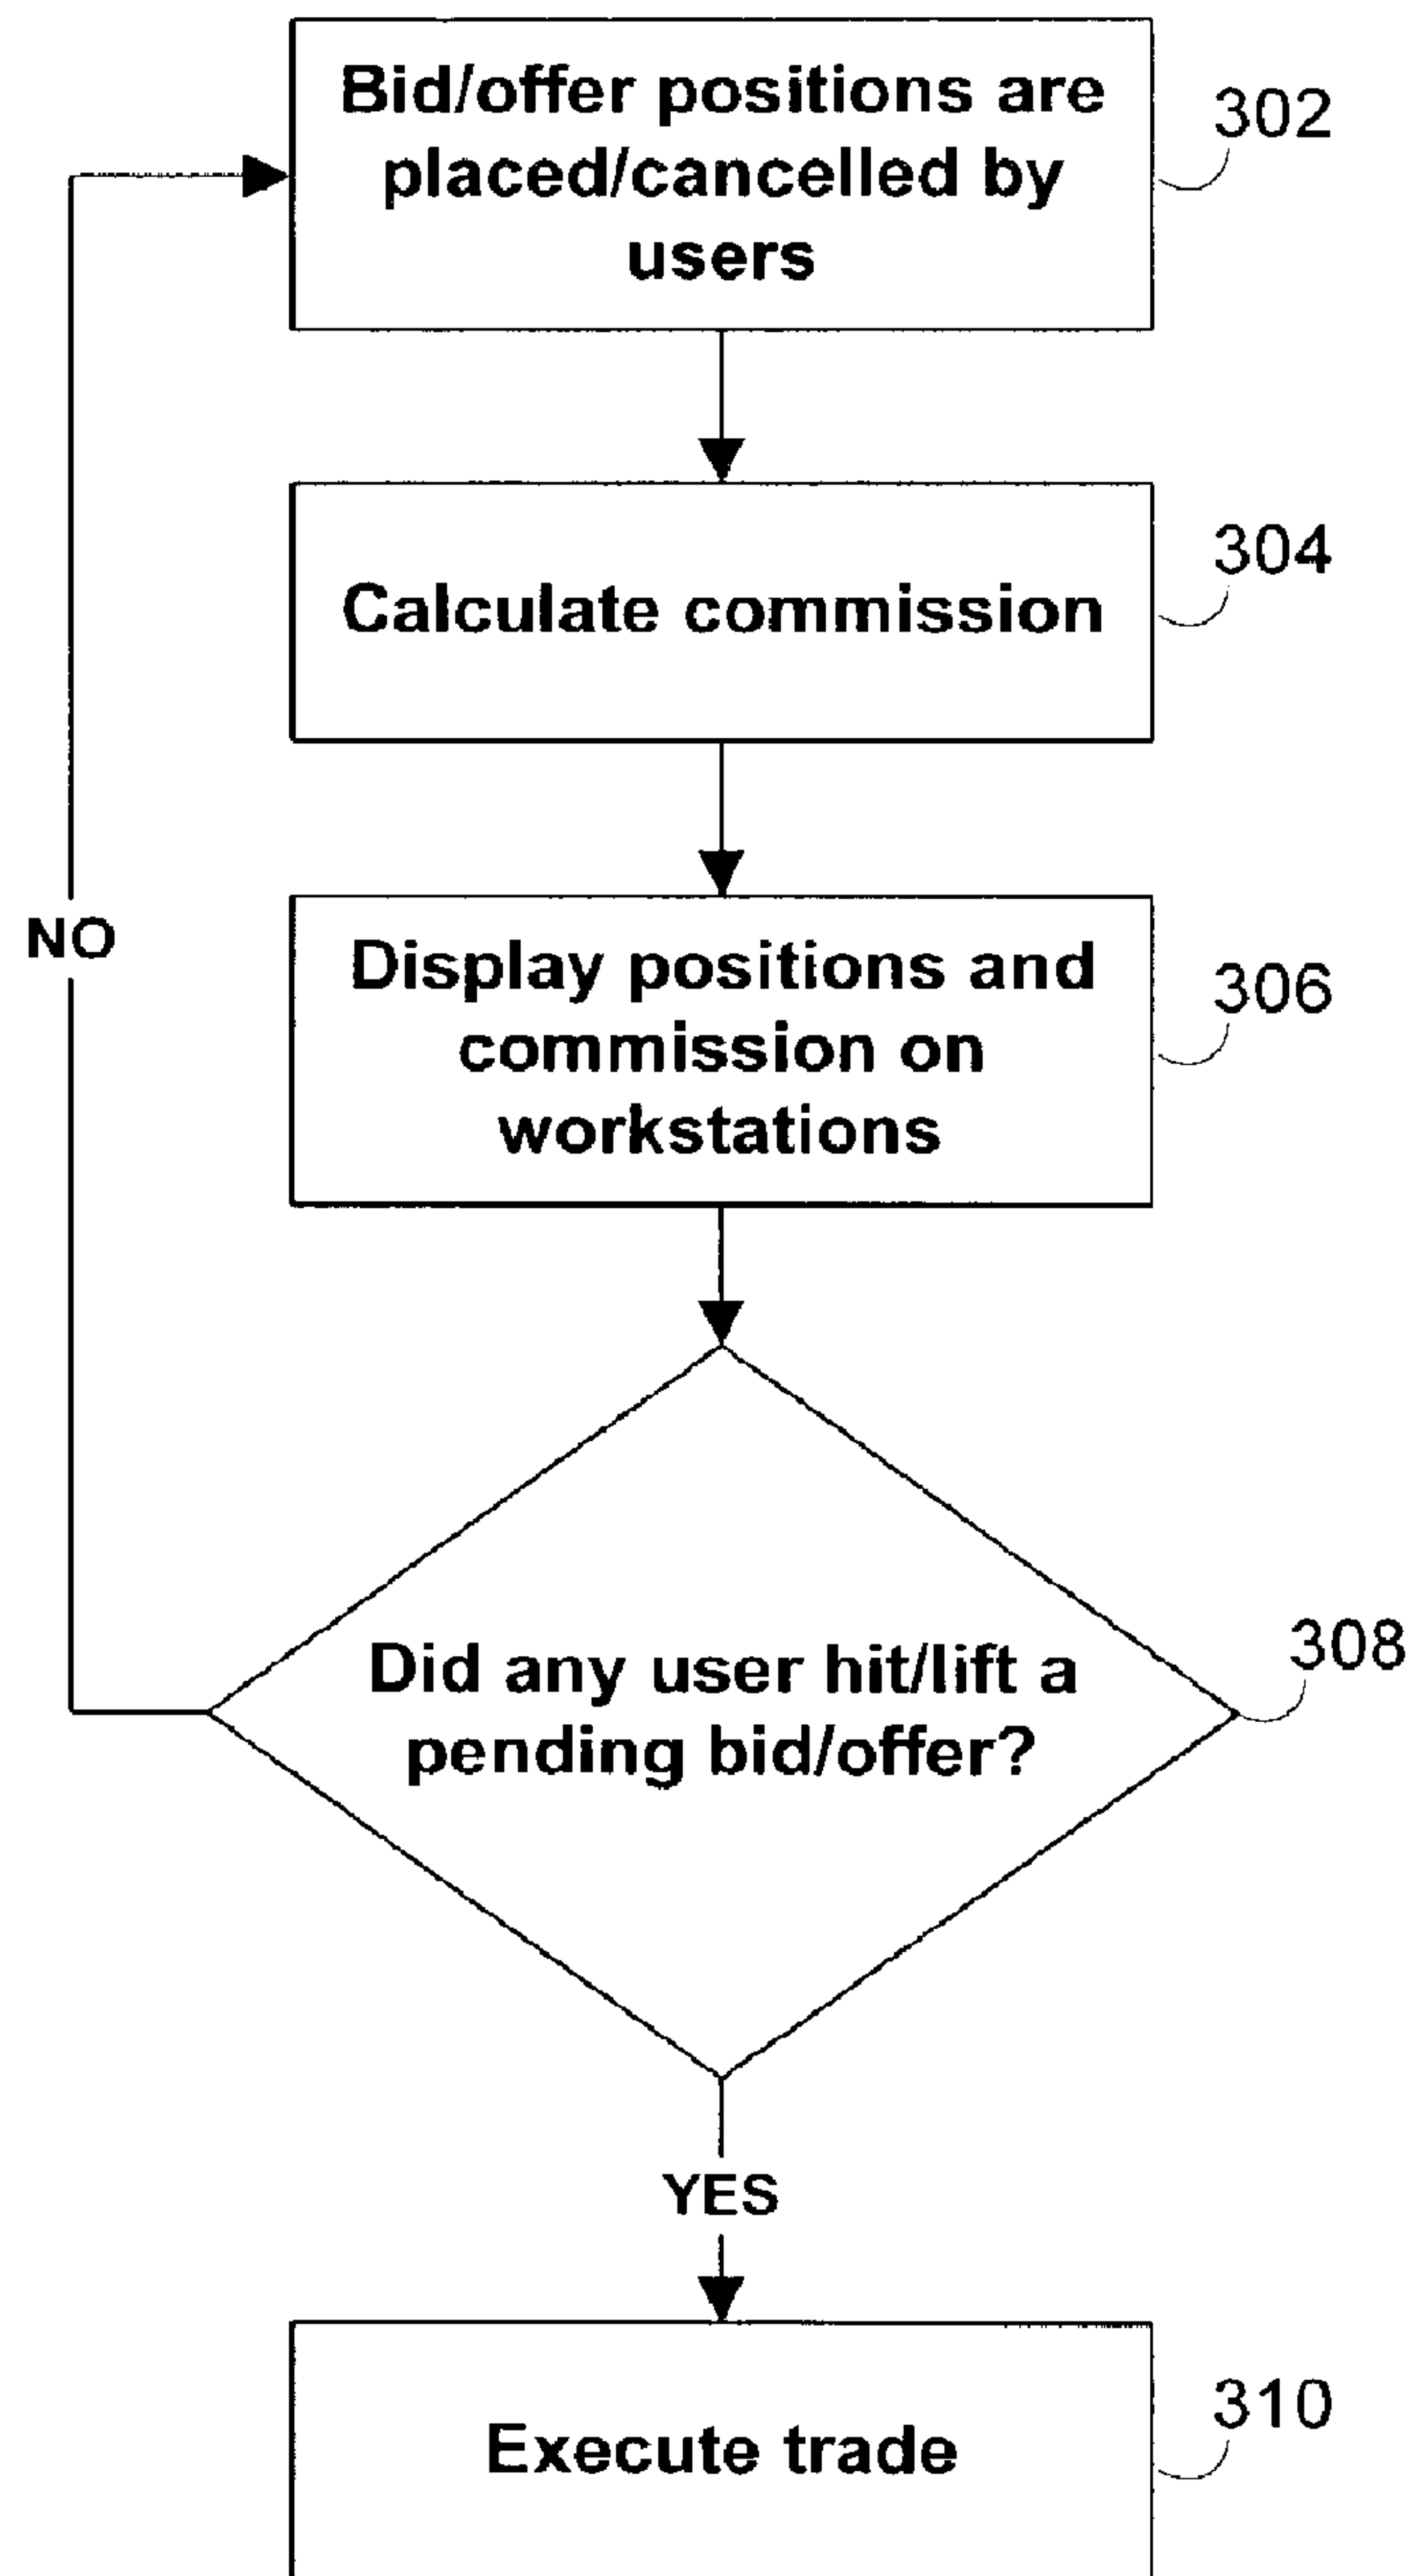 Bid/offer positions are
placed/cancelled by
users
302
Calculate commission
304
NO
Display positions and
commission on
workstations
306
Did any user hit/lift a
pending bid/offer?
308
YES
Execute trade
310